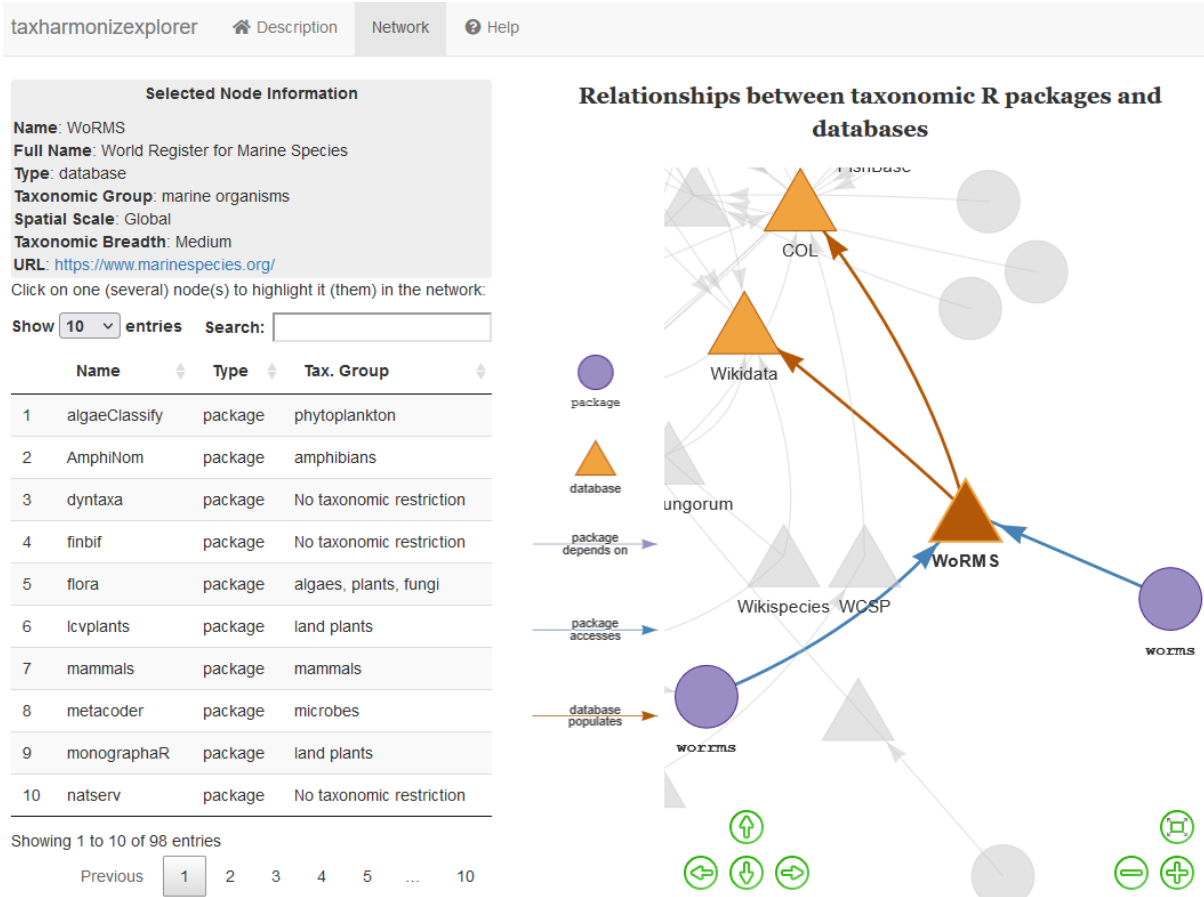 taxharmonizexplorer Description Network Help
Selected Node Information
Name: WoRMS
Full Name: World Register for Marine Species
Type: database
Taxonomic Group: marine organisms
Spatial Scale: Global
Taxonomic Breadth: Medium
URL: https://www.marinespecies.org/
Click on one (several) node(s) to highlight it (them) in the network:
Show 10 entries Search:
Name Type Tax. Group
1 algaeClassify package phytoplankton
2 AmphiNom package amphibians
3 dyntaxa package No taxonomic restriction
4 finbif package No taxonomic restriction
5 flora package algaes, plants, fungi
6 lcvplants package land plants
7 mammals package mammals
8 metacoder package microbes
9 monographaR package land plants
10 natserv package No taxonomic restriction
Showing 1 to 10 of 98 entries
Previous 1 2 3 4 5 ... 10
Relationships between taxonomic R packages and
databases
package
database
package
depends on
package
accesses
database
populates
FishBase
COL
Wikidata
ungorum
WoRMS
Wikispecies WCSP
worms
worrms